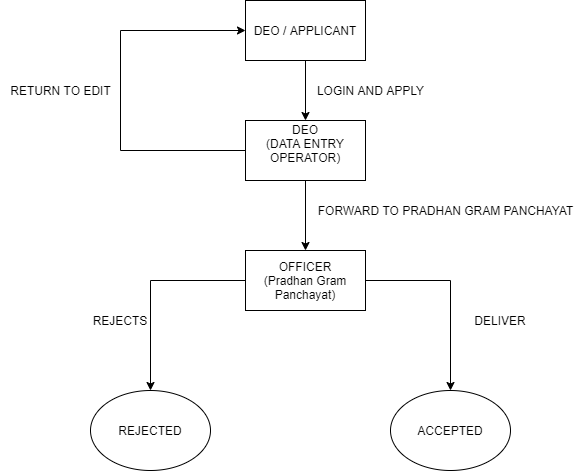 DEO / APPLICANT
RETURN TO EDIT
LOGIN AND APPLY
DEO
(DATA ENTRY
OPERATOR)
FORWARD TO PRADHAN GRAM PANCHAYAT
OFFICER
(Pradhan Gram
Panchayat)
REJECTS
DELIVER
REJECTED
ACCEPTED